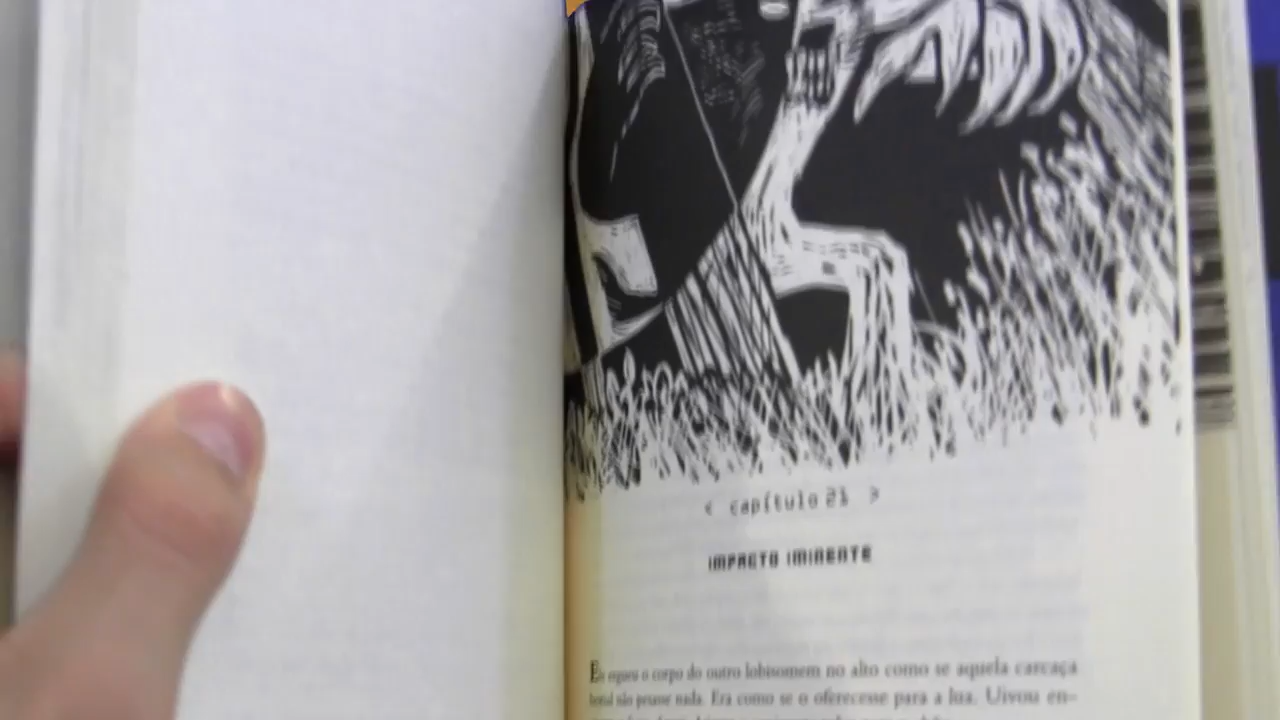 < capítulo 21 >
IMPACTO IMINENTE
Ele ergueu o corpo do outro lobisomem no alto como se aquela carcaça
total não pesasse nada. Era como se o oferecesse para a lua. Uivou en-